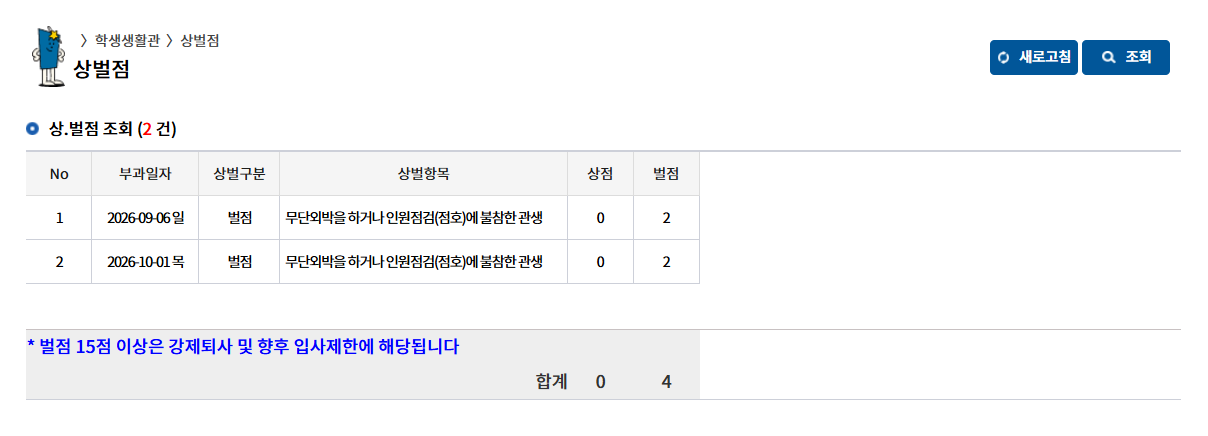 〉 학생생활관 〉 상벌점
상벌점
새로고침 조회
상.벌점 조회 (2 건)
No 부과일자 상벌구분 상벌항목 상점 벌점
1 2026-09-06 일 벌점 무단외박을 하거나 인원점검(점호)에 불참한 관생 0 2
2 2026-10-01 목 벌점 무단외박을 하거나 인원점검(점호)에 불참한 관생 0 2
* 벌점 15점 이상은 강제퇴사 및 향후 입사제한에 해당됩니다
합계 0 4